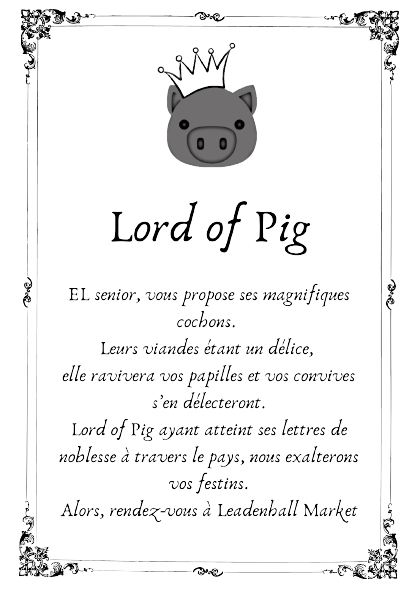 Lord of Pig
EL senior, vous propose ses magnifiques
cochons.
Leurs viandes étant un délice,
elle ravivera vos papilles et vos convives
s'en délecteront.
Lord of Pig ayant atteint ses lettres de
noblesse à travers le pays, nous exalterons
vos festins.
Alors, rendez-vous à Leadenhall Market